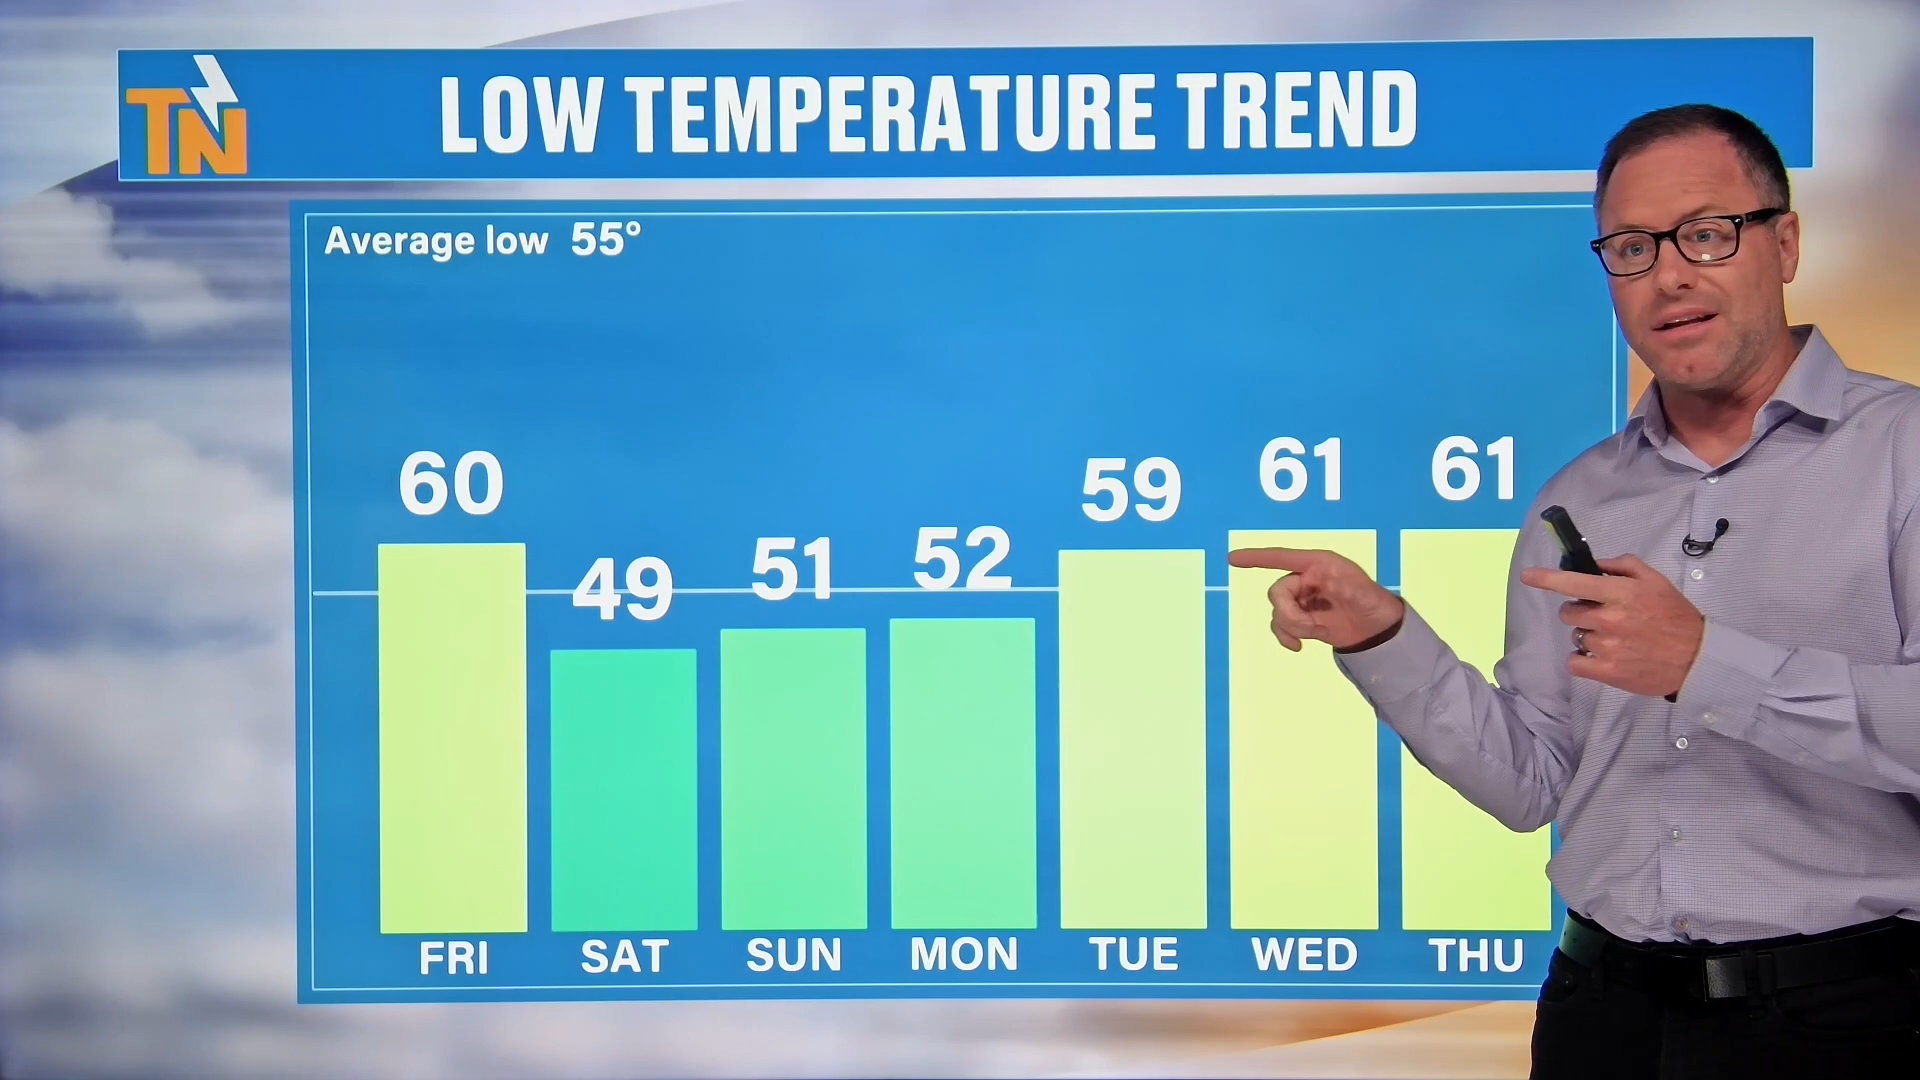 TN
LOW TEMPERATURE TREND
Average low 55°
60 49 51 52 59 61 61
FRI SAT SUN MON TUE WED THU